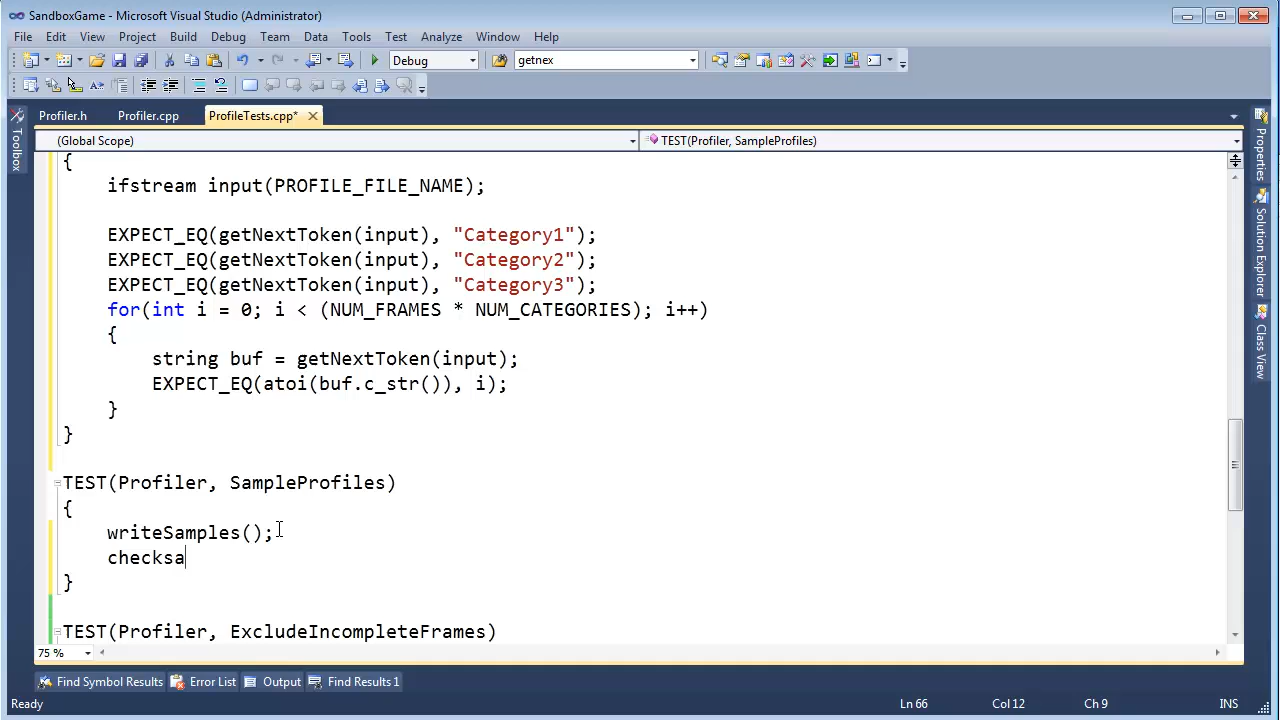 SandboxGame - Microsoft Visual Studio (Administrator)
File Edit View Project Build Debug Team Data Tools Test Analyze Window Help
Debug getnex
Profiler.h Profiler.cpp ProfileTests.cpp*
(Global Scope) TEST(Profiler, SampleProfiles)
Toolbox
Properties
Solution Explorer
Class View
{
ifstream input(PROFILE_FILE_NAME);
EXPECT_EQ(getNextToken(input), "Category1");
EXPECT_EQ(getNextToken(input), "Category2");
EXPECT_EQ(getNextToken(input), "Category3");
for(int i = 0; i < (NUM_FRAMES * NUM_CATEGORIES); i++)
{
string buf = getNextToken(input);
EXPECT_EQ(atoi(buf.c_str()), i);
}
}
TEST(Profiler, SampleProfiles)
{
writeSamples();
checksa
}
TEST(Profiler, ExcludeIncompleteFrames)
75 %
Find Symbol Results Error List Output Find Results 1
Ready Ln 66 Col 12 Ch 9 INS